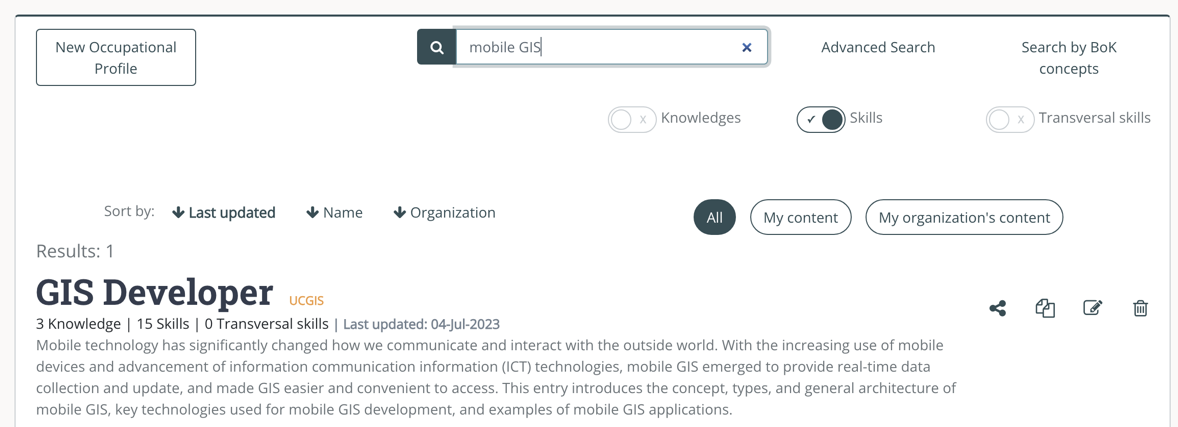 New Occupational
Profile
mobile GIS
Advanced Search
Search by BoK
concepts
Knowledges
Skills
Transversal skills
Sort by: Last updated Name Organization
All My content My organization's content
Results: 1
GIS Developer UCGIS
3 Knowledge | 15 Skills | 0 Transversal skills | Last updated: 04-Jul-2023
Mobile technology has significantly changed how we communicate and interact with the outside world. With the increasing use of mobile
devices and advancement of information communication information (ICT) technologies, mobile GIS emerged to provide real-time data
collection and update, and made GIS easier and convenient to access. This entry introduces the concept, types, and general architecture of
mobile GIS, key technologies used for mobile GIS development, and examples of mobile GIS applications.